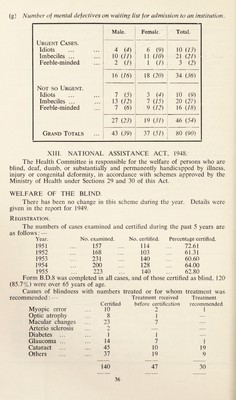 (g) Number of mental defectives on waiting list for admission to an institution.
Male. Female. Total.
URGENT CASES.
Idiots ... ... 4 (4) 6 (9) 10 (13)
Imbeciles ... ... 10 (11) 11 (10) 21 (21)
Feeble-minded 2 (1) 1 (1) 3 (2)
16 (16) 18 (20) 34 (36)
NOT SO URGENT.
Idiots ... ... 7 (5) 3 (4) 10 (9)
Imbeciles ... ... 13 (12) 7 (15) 20 (27)
Feeble-minded 7 (6) 9 (12) 16 (18)
27 (23) 19 (31) 46 (54)
GRAND TOTALS ... 43 (39) 37 (51) 80 (90)
XIII. NATIONAL ASSISTANCE ACT, 1948.
The Health Committee is responsible for the welfare of persons who are
blind, deaf, dumb, or substantially and permanently handicapped by illness,
injury or congenital deformity, in accordance with schemes approved by the
Ministry of Health under Sections 29 and 30 of this Act.
WELFARE OF THE BLIND.
There has been no change in this scheme during the year. Details were
given in the report for 1949.
REGISTRATION.
The numbers of cases examined and certified during the past 5 years are
as follows:—
Year. No. examined. No. certified. Percentage certified.
1951 157 114 72.61
1952 168 103 61.31
1953 231 140 60.60
1954 200 128 64.00
1955 223 140 62.80
Form B.D.8 was completed in all cases, and of those certified as blind, 120
(85.7%) were over 65 years of age.
Causes of blindness with numbers treated or for whom treatment was
recommended:—
Treatment received Treatment
Certified before certification recommended
Myopic error ... 10 2 1
Optic atrophy ... 8 1 —
Macular changes ... 23 7 —
Arterio sclerosis ... 2 — —
Diabetes ... ... 1 1 —
Glaucoma ... ... 14 7 1
Cataract ... ... 45 10 19
Others ... ... 37 19 9
140 47 30
36